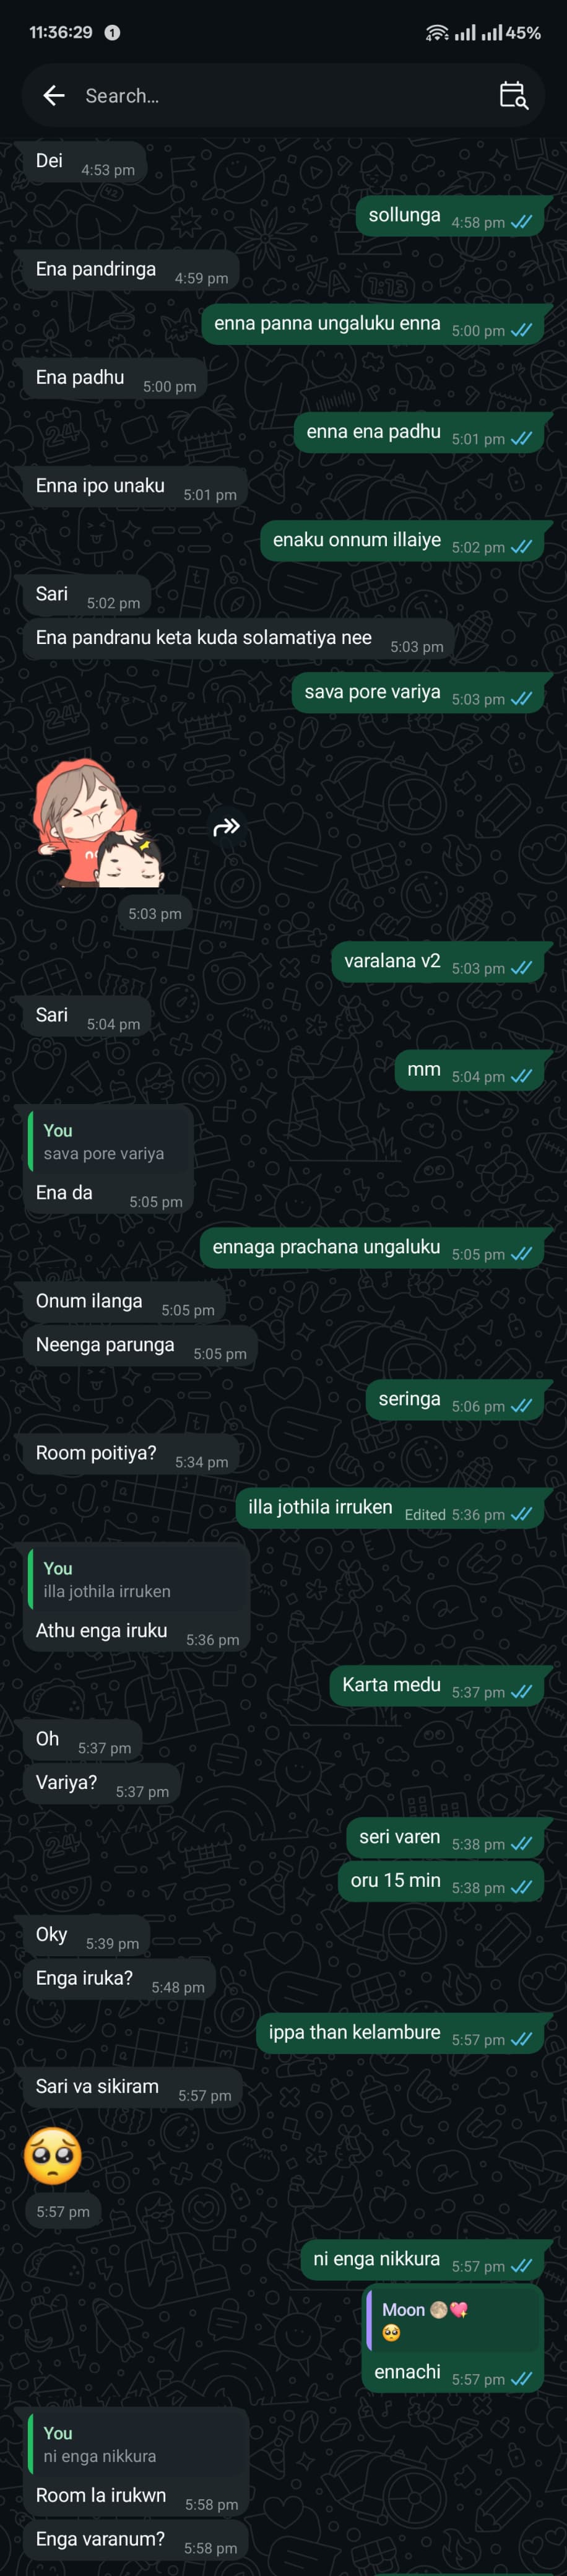 11:36:29 1 45%
Search...
Dei 4:53 pm
sollunga 4:58 pm
Ena pandringa 4:59 pm
enna panna ungaluku enna 5:00 pm
Ena padhu 5:00 pm
enna ena padhu 5:01 pm
Enna ipo unaku 5:01 pm
enaku onnum illaiye 5:02 pm
Sari 5:02 pm
Ena pandranu keta kuda solamatiya nee 5:03 pm
sava pore variya 5:03 pm
5:03 pm
varalana v2 5:03 pm
Sari 5:04 pm
mm 5:04 pm
You
sava pore variya
Ena da 5:05 pm
ennaga prachana ungaluku 5:05 pm
Onum ilanga 5:05 pm
Neenga parunga 5:05 pm
seringa 5:06 pm
Room poitiya? 5:34 pm
illa jothila irruken Edited 5:36 pm
You
illa jothila irruken
Athu enga iruku 5:36 pm
Karta medu 5:37 pm
Oh 5:37 pm
Variya? 5:37 pm
seri varen 5:38 pm
oru 15 min 5:38 pm
Oky 5:39 pm
Enga iruka? 5:48 pm
ippa than kelambure 5:57 pm
Sari va sikiram 5:57 pm
🥺
5:57 pm
ni enga nikkura 5:57 pm
Moon 🌕💖
🥺
ennachi 5:57 pm
You
ni enga nikkura
Room la irukwn 5:58 pm
Enga varanum? 5:58 pm